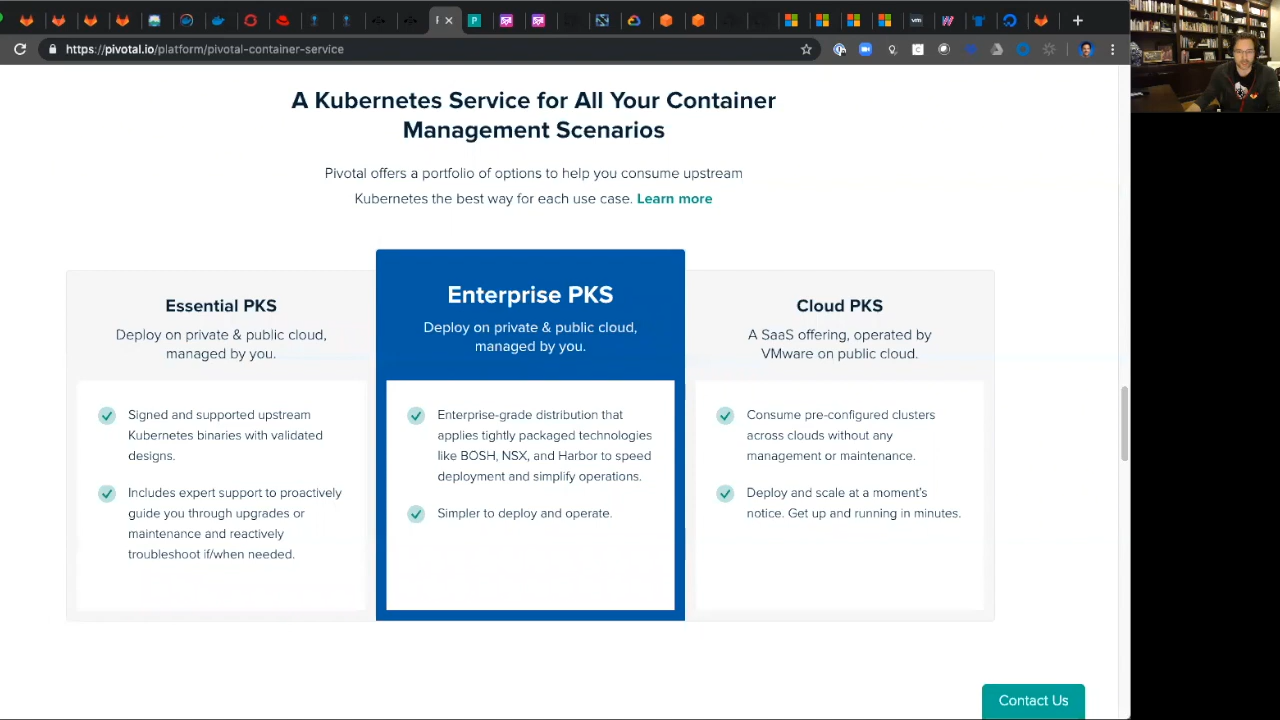 https://pivotal.io/platform/pivotal-container-service
A Kubernetes Service for All Your Container
Management Scenarios
Pivotal offers a portfolio of options to help you consume upstream
Kubernetes the best way for each use case. Learn more
Essential PKS
Deploy on private & public cloud,
managed by you.
Signed and supported upstream
Kubernetes binaries with validated
designs.
Includes expert support to proactively
guide you through upgrades or
maintenance and reactively
troubleshoot if/when needed.
Enterprise PKS
Deploy on private & public cloud,
managed by you.
Enterprise-grade distribution that
applies tightly packaged technologies
like BOSH, NSX, and Harbor to speed
deployment and simplify operations.
Simpler to deploy and operate.
Cloud PKS
A SaaS offering, operated by
VMware on public cloud.
Consume pre-configured clusters
across clouds without any
management or maintenance.
Deploy and scale at a moment's
notice. Get up and running in minutes.
Contact Us